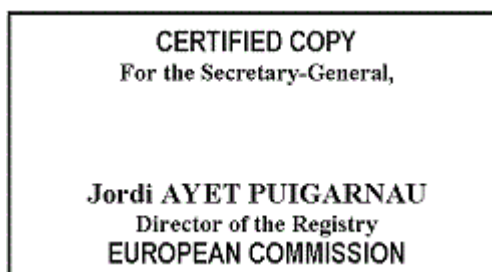 CERTIFIED COPY
For the Secretary-General,
Jordi AYET PUIGARNAU
Director of the Registry
EUROPEAN COMMISSION